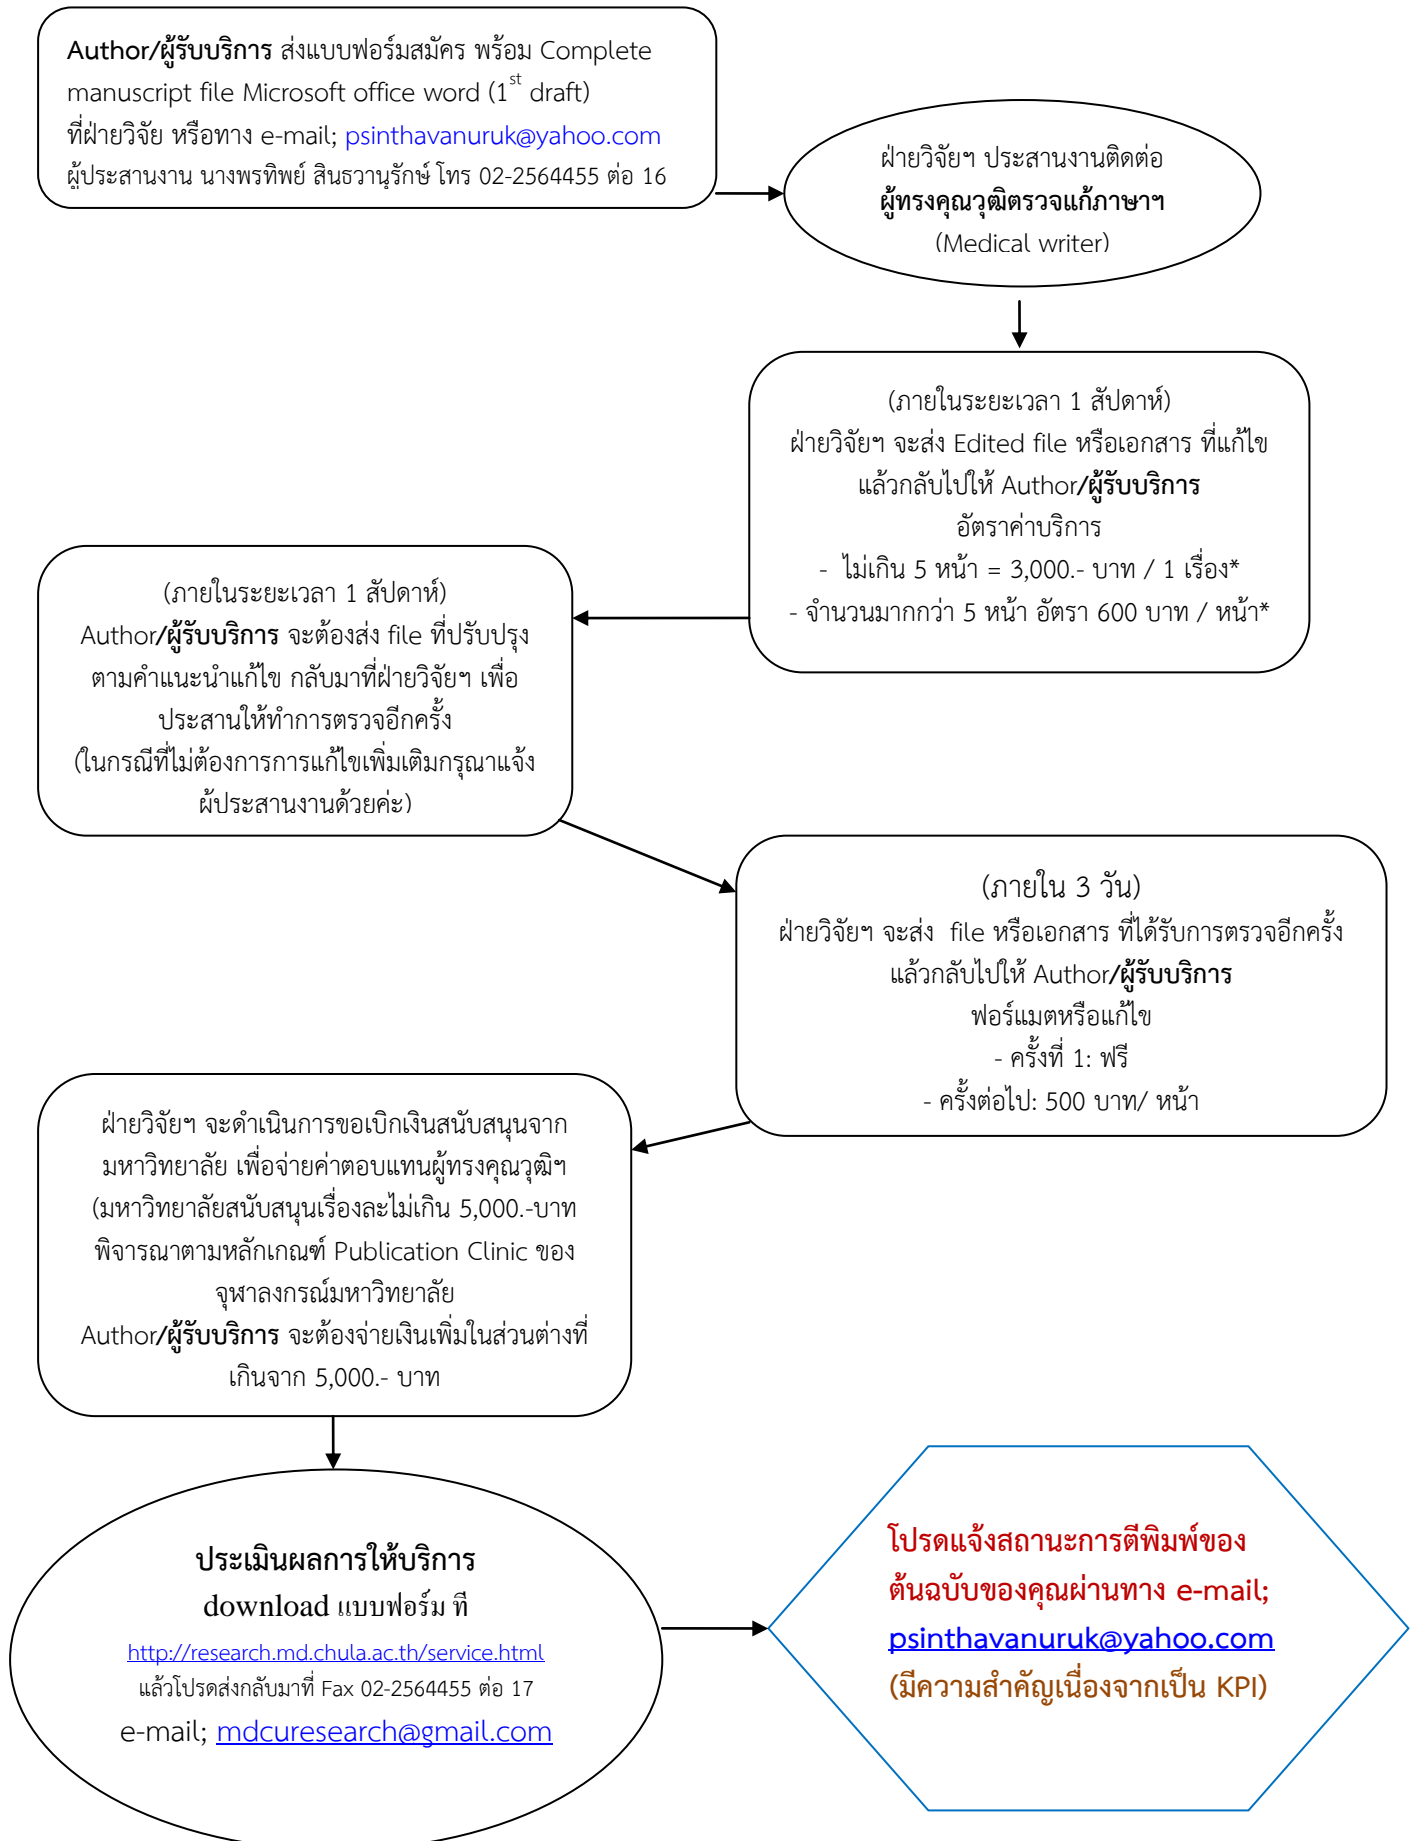 Author/ผู้รับบริการ ส่งแบบฟอร์มสมัคร พร้อม Complete
manuscript file Microsoft office word (1st draft)
ที่ฝ่ายวิจัย หรือทาง e-mail; psinthavanuruk@yahoo.com
ผู้ประสานงาน นางพรทิพย์ สินธวานุรักษ์ โทร 02-2564455 ต่อ 16
ฝ่ายวิจัยฯ ประสานงานติดต่อ
ผู้ทรงคุณวุฒิตรวจแก้ภาษาฯ
(Medical writer)
(ภายในระยะเวลา 1 สัปดาห์)
ฝ่ายวิจัยฯ จะส่ง Edited file หรือเอกสาร ที่แก้ไข
แล้วกลับไปให้ Author/ผู้รับบริการ
อัตราค่าบริการ
- ไม่เกิน 5 หน้า = 3,000.- บาท / 1 เรื่อง*
- จำนวนมากกว่า 5 หน้า อัตรา 600 บาท / หน้า*
(ภายในระยะเวลา 1 สัปดาห์)
Author/ผู้รับบริการ จะต้องส่ง file ที่ปรับปรุง
ตามคำแนะนำแก้ไข กลับมาที่ฝ่ายวิจัยฯ เพื่อ
ประสานให้ทำการตรวจอีกครั้ง
(ในกรณีที่ไม่ต้องการการแก้ไขเพิ่มเติมกรุณาแจ้ง
ผู้ประสานงานด้วยค่ะ)
(ภายใน 3 วัน)
ฝ่ายวิจัยฯ จะส่ง file หรือเอกสาร ที่ได้รับการตรวจอีกครั้ง
แล้วกลับไปให้ Author/ผู้รับบริการ
ฟอร์แมตหรือแก้ไข
- ครั้งที่ 1: ฟรี
- ครั้งต่อไป: 500 บาท/ หน้า
ฝ่ายวิจัยฯ จะดำเนินการขอเบิกเงินสนับสนุนจาก
มหาวิทยาลัย เพื่อจ่ายค่าตอบแทนผู้ทรงคุณวุฒิฯ
(มหาวิทยาลัยสนับสนุนเรื่องละไม่เกิน 5,000.-บาท
พิจารณาตามหลักเกณฑ์ Publication Clinic ของ
จุฬาลงกรณ์มหาวิทยาลัย
Author/ผู้รับบริการ จะต้องจ่ายเงินเพิ่มในส่วนต่างที่
เกินจาก 5,000.- บาท
ประเมินผลการให้บริการ
download แบบฟอร์ม ที่
http://research.md.chula.ac.th/service.html
แล้วโปรดส่งกลับมาที่ Fax 02-2564455 ต่อ 17
e-mail; mdcuresearch@gmail.com
โปรดแจ้งสถานะการตีพิมพ์ของ
ต้นฉบับของคุณผ่านทาง e-mail;
psinthavanuruk@yahoo.com
(มีความสำคัญเนื่องจากเป็น KPI)